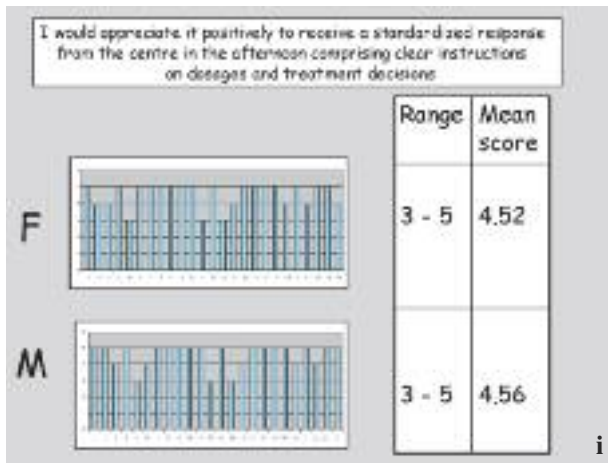 I would appreciate it positively to receive a standardized response
from the centre in the afternoon comprising clear instructions
on dosages and treatment decisions
Range Mean
score
F 3 - 5 4.52
M 3 - 5 4.56
i